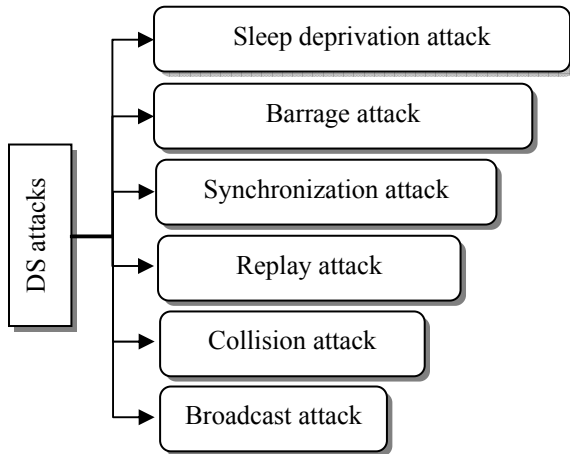 DS attacks
Sleep deprivation attack
Barrage attack
Synchronization attack
Replay attack
Collision attack
Broadcast attack